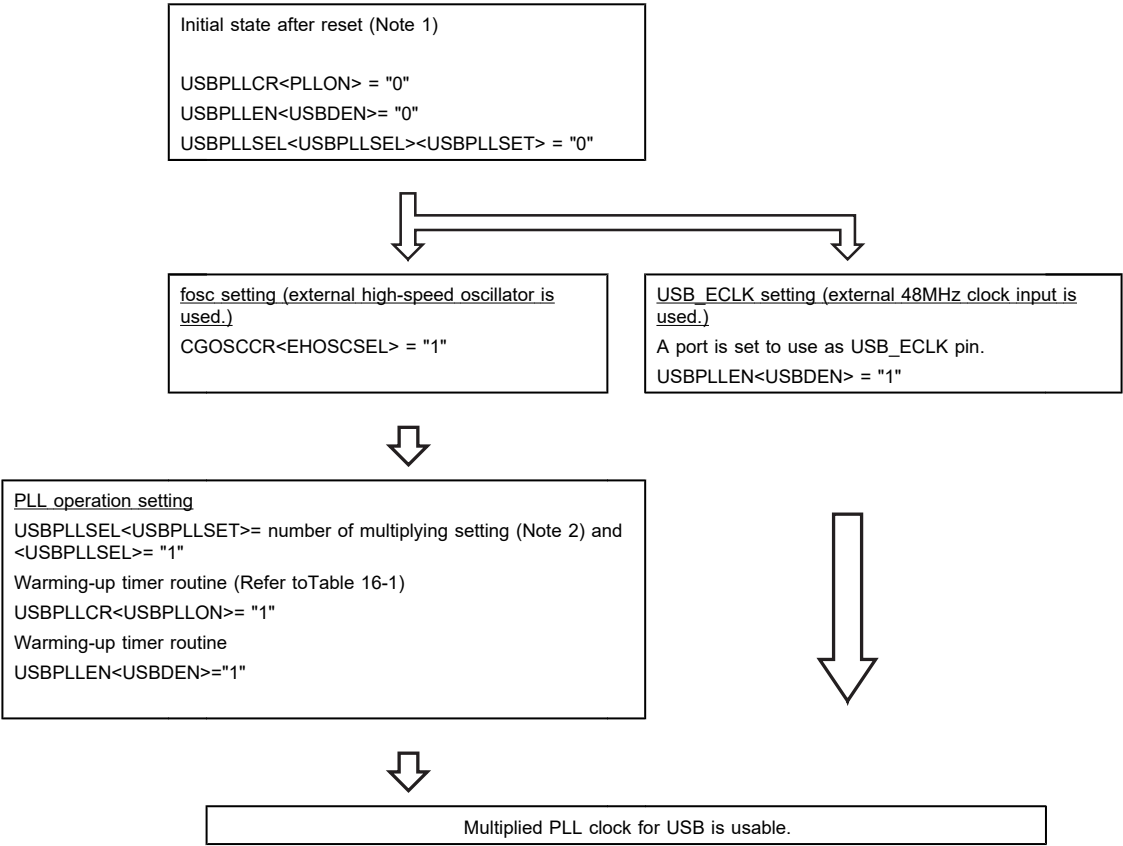 Initial state after reset (Note 1)
USBPLLCR<PLLON> = "0"
USBPLLEN<USBDEN>= "0"
USBPLLSEL<USBPLLSEL><USBPLLSET> = "0"
fosc setting (external high-speed oscillator is
used.)
CGOSCCR<EHOSCSEL> = "1"
USB_ECLK setting (external 48MHz clock input is
used.)
A port is set to use as USB_ECLK pin.
USBPLLEN<USBDEN> = "1"
PLL operation setting
USBPLLSEL<USBPLLSET>= number of multiplying setting (Note 2) and
<USBPLLSEL>= "1"
Warming-up timer routine (Refer toTable 16-1)
USBPLLCR<USBPLLON>= "1"
Warming-up timer routine
USBPLLEN<USBDEN>="1"
Multiplied PLL clock for USB is usable.